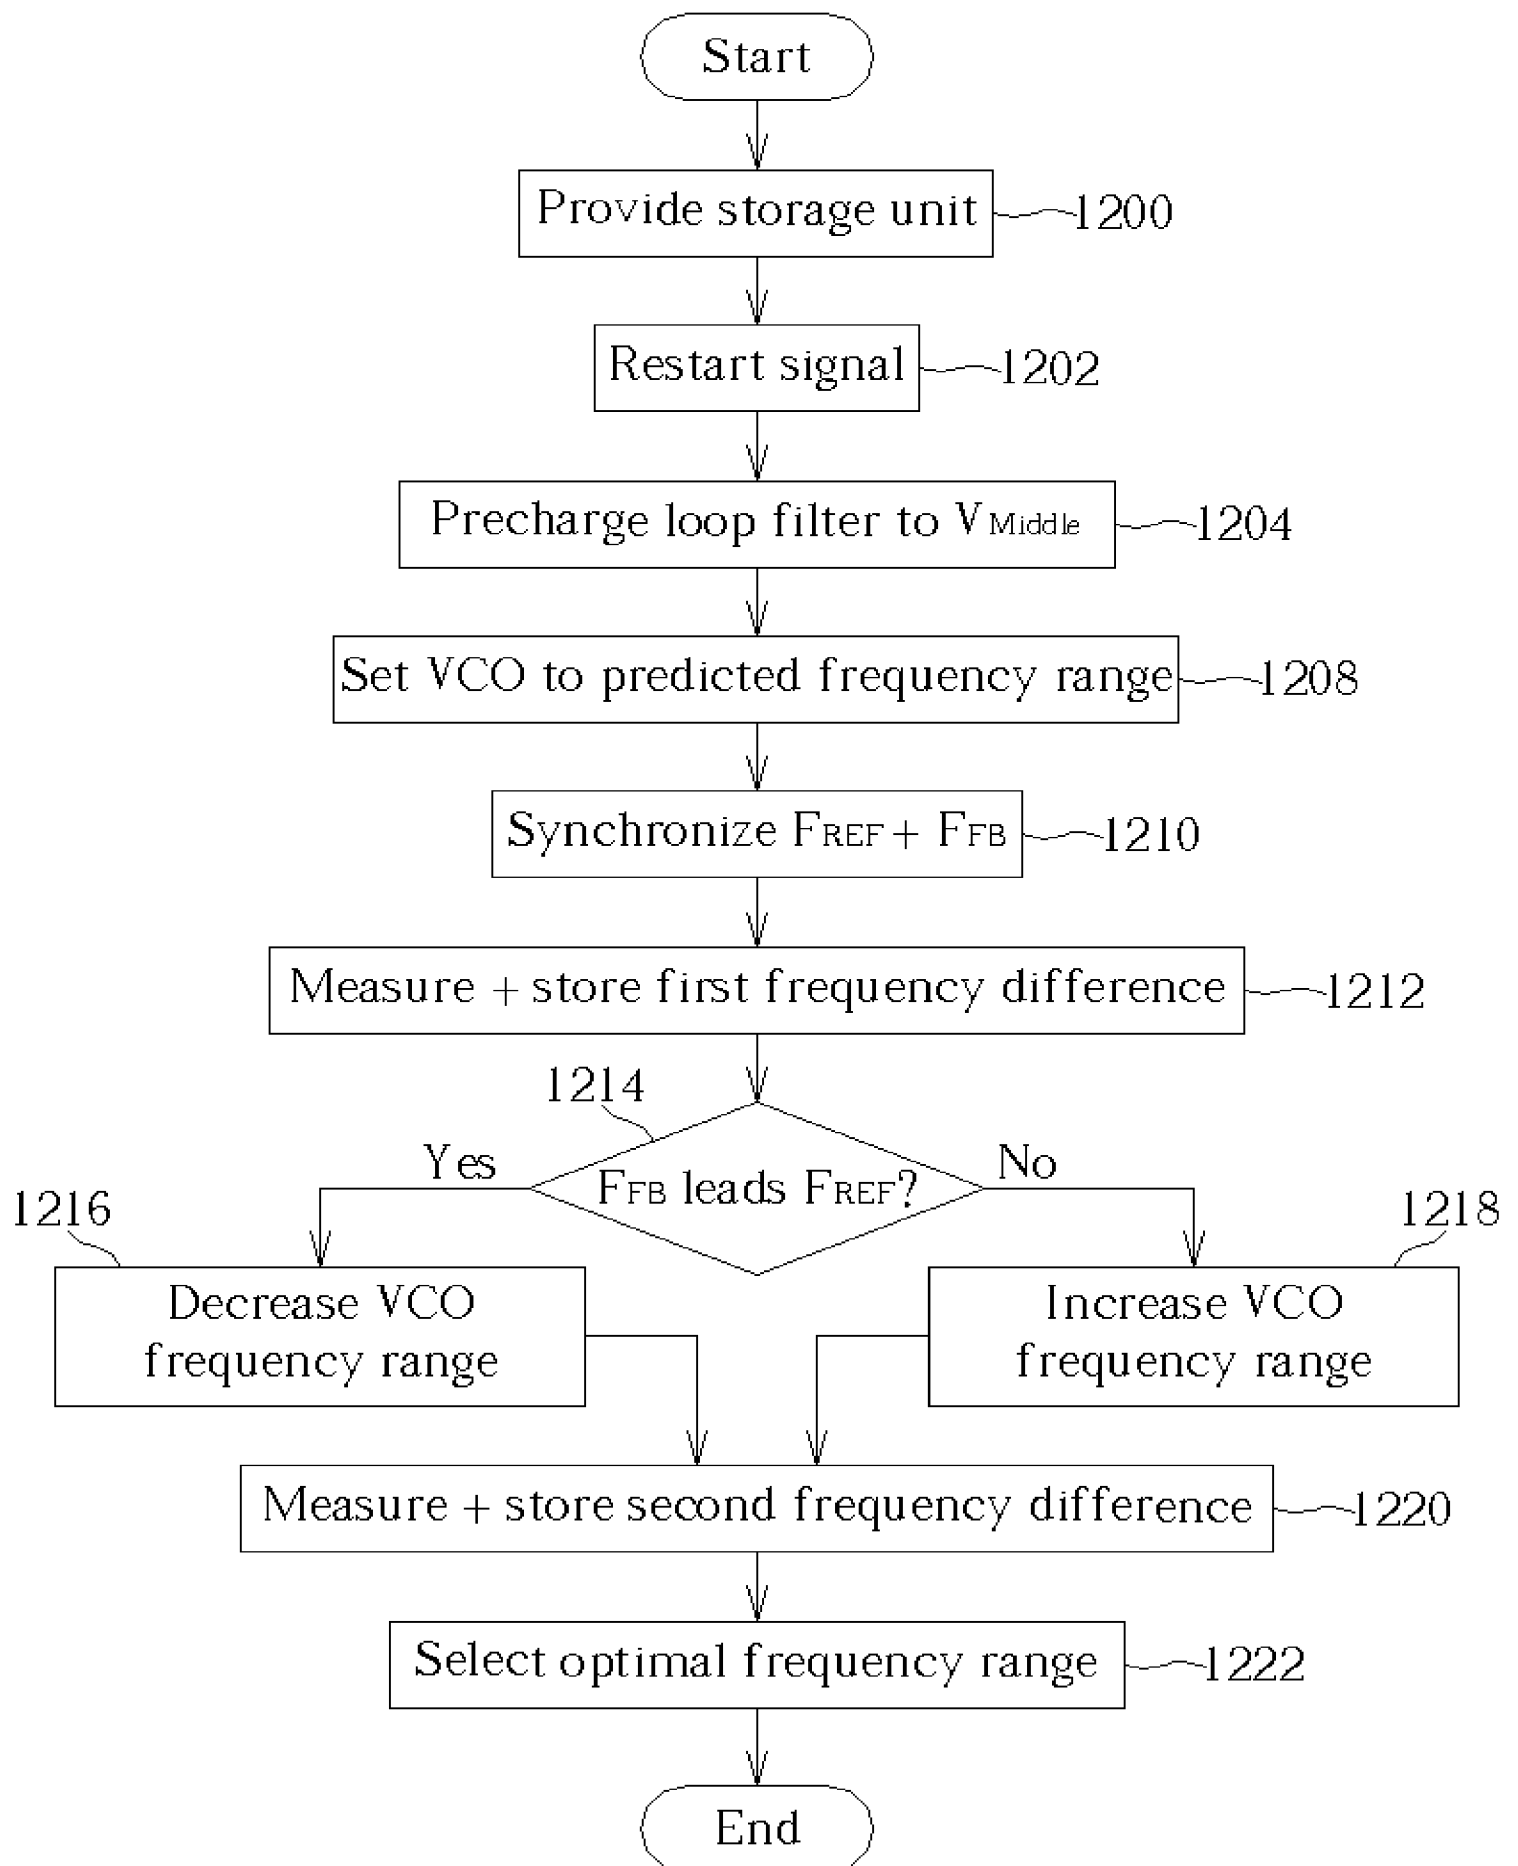 Start
Provide storage unit
1200
Restart signal
1202
Precharge loop filter to VMiddle
1204
Set VCO to predicted frequency range
1208
Synchronize FREF + FFB
1210
Measure + store first frequency difference
1212
1214
Yes
FFB leads FREF?
No
1216
1218
Decrease VCO
frequency range
Increase VCO
frequency range
Measure + store second frequency difference
1220
Select optimal frequency range
1222
End